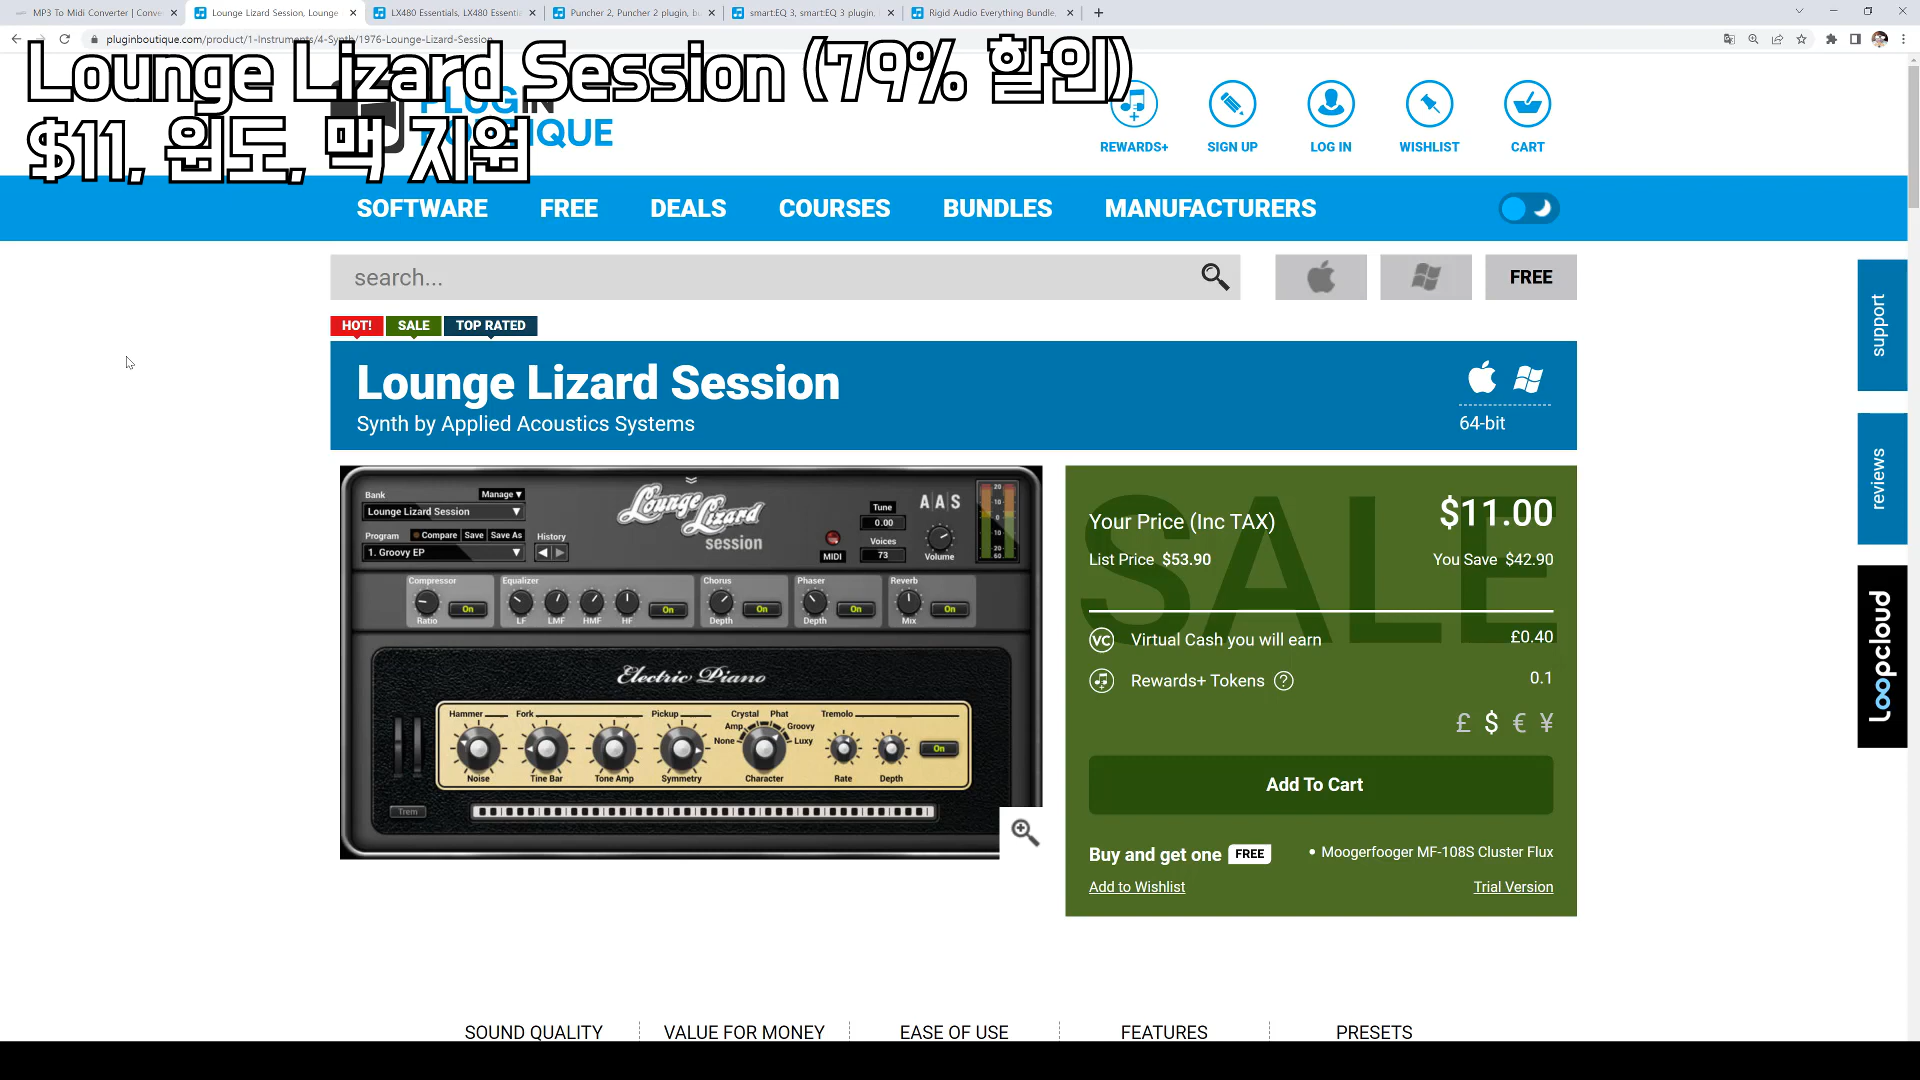 MP3 To Midi Converter | Conve
Lounge Lizard Session, Lounge
LX480 Essentials, LX480 Essenti
Puncher 2, Puncher 2 plugin, b
smart:EQ 3, smart:EQ 3 plugin,
Rigid Audio Everything Bundle,
pluginboutique.com/product/1-Instruments/4-Synth/1976-Lounge-Lizard-Session
Lounge Lizard Session (79% 할인)
$11, 윈도, 맥 지원
PLUGIN
BOUTIQUE
REWARDS+ SIGN UP LOG IN WISHLIST CART
SOFTWARE FREE DEALS COURSES BUNDLES MANUFACTURERS
search... FREE
HOT! SALE TOP RATED
Lounge Lizard Session
Synth by Applied Acoustics Systems
64-bit
support
reviews
loopcloud
Bank Manage ▼
Lounge Lizard Session ▼
Program Compare Save Save As History
1. Groovy EP ▼
Lounge Lizard
session
MIDI
Tune
0.00
Voices
73
A|A|S
Volume
20
10
0
10
20
60
Compressor Equalizer Chorus Phaser Reverb
On On On On On
Ratio LF LMF HMF HF Depth Depth Mix
Electric Piano
Hammer Fork Pickup Crystal Phat Tremolo
Amp Groovy
None Luxy On
Noise Tine Bar Tone Amp Symmetry Character Rate Depth
Trem
SALE
Your Price (Inc TAX) $11.00
List Price $53.90 You Save $42.90
VC Virtual Cash you will earn £0.40
Rewards+ Tokens ? 0.1
£ $ € ¥
Add To Cart
Buy and get one FREE • Moogerfooger MF-108S Cluster Flux
Add to Wishlist Trial Version
SOUND QUALITY VALUE FOR MONEY EASE OF USE FEATURES PRESETS